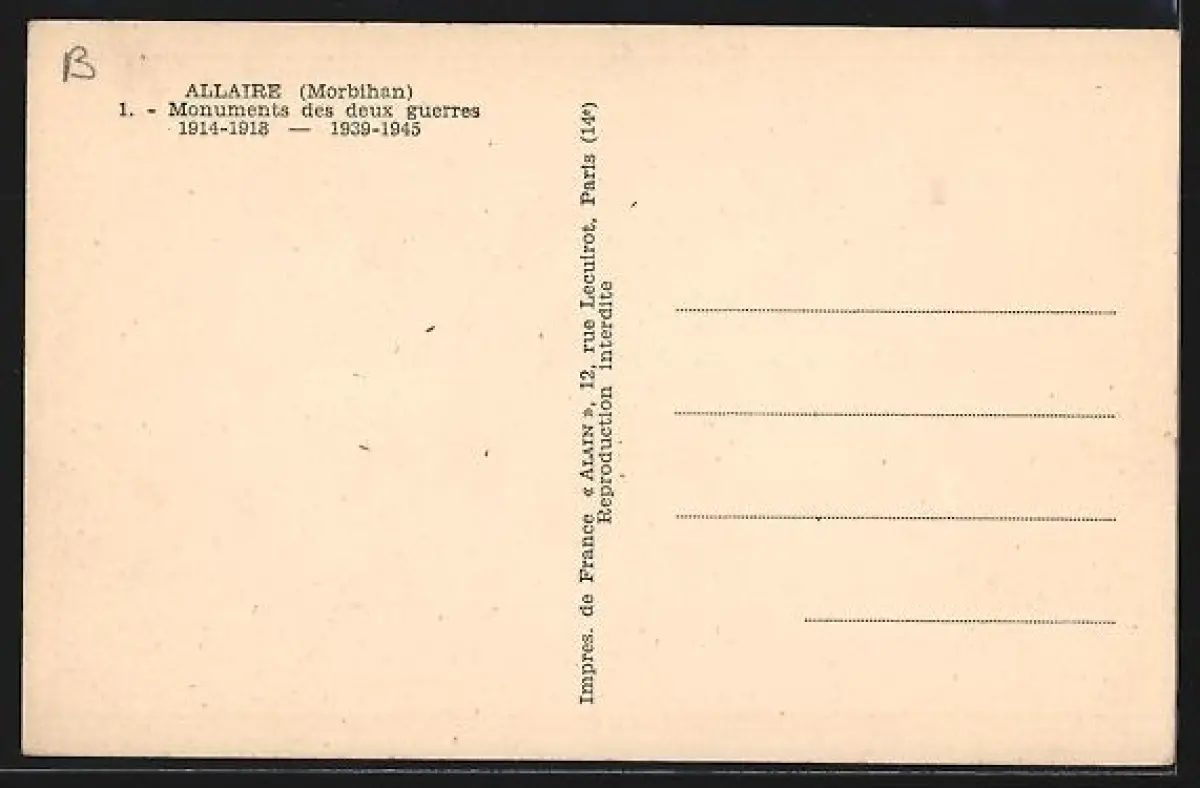 B
ALLAIRE (Morbihan)
1. - Monuments des deux guerres
1914-1918 — 1939-1945
Impres. de France « ALAIN », 12, rue Lecuirot, Paris (14e)
Reproduction interdite